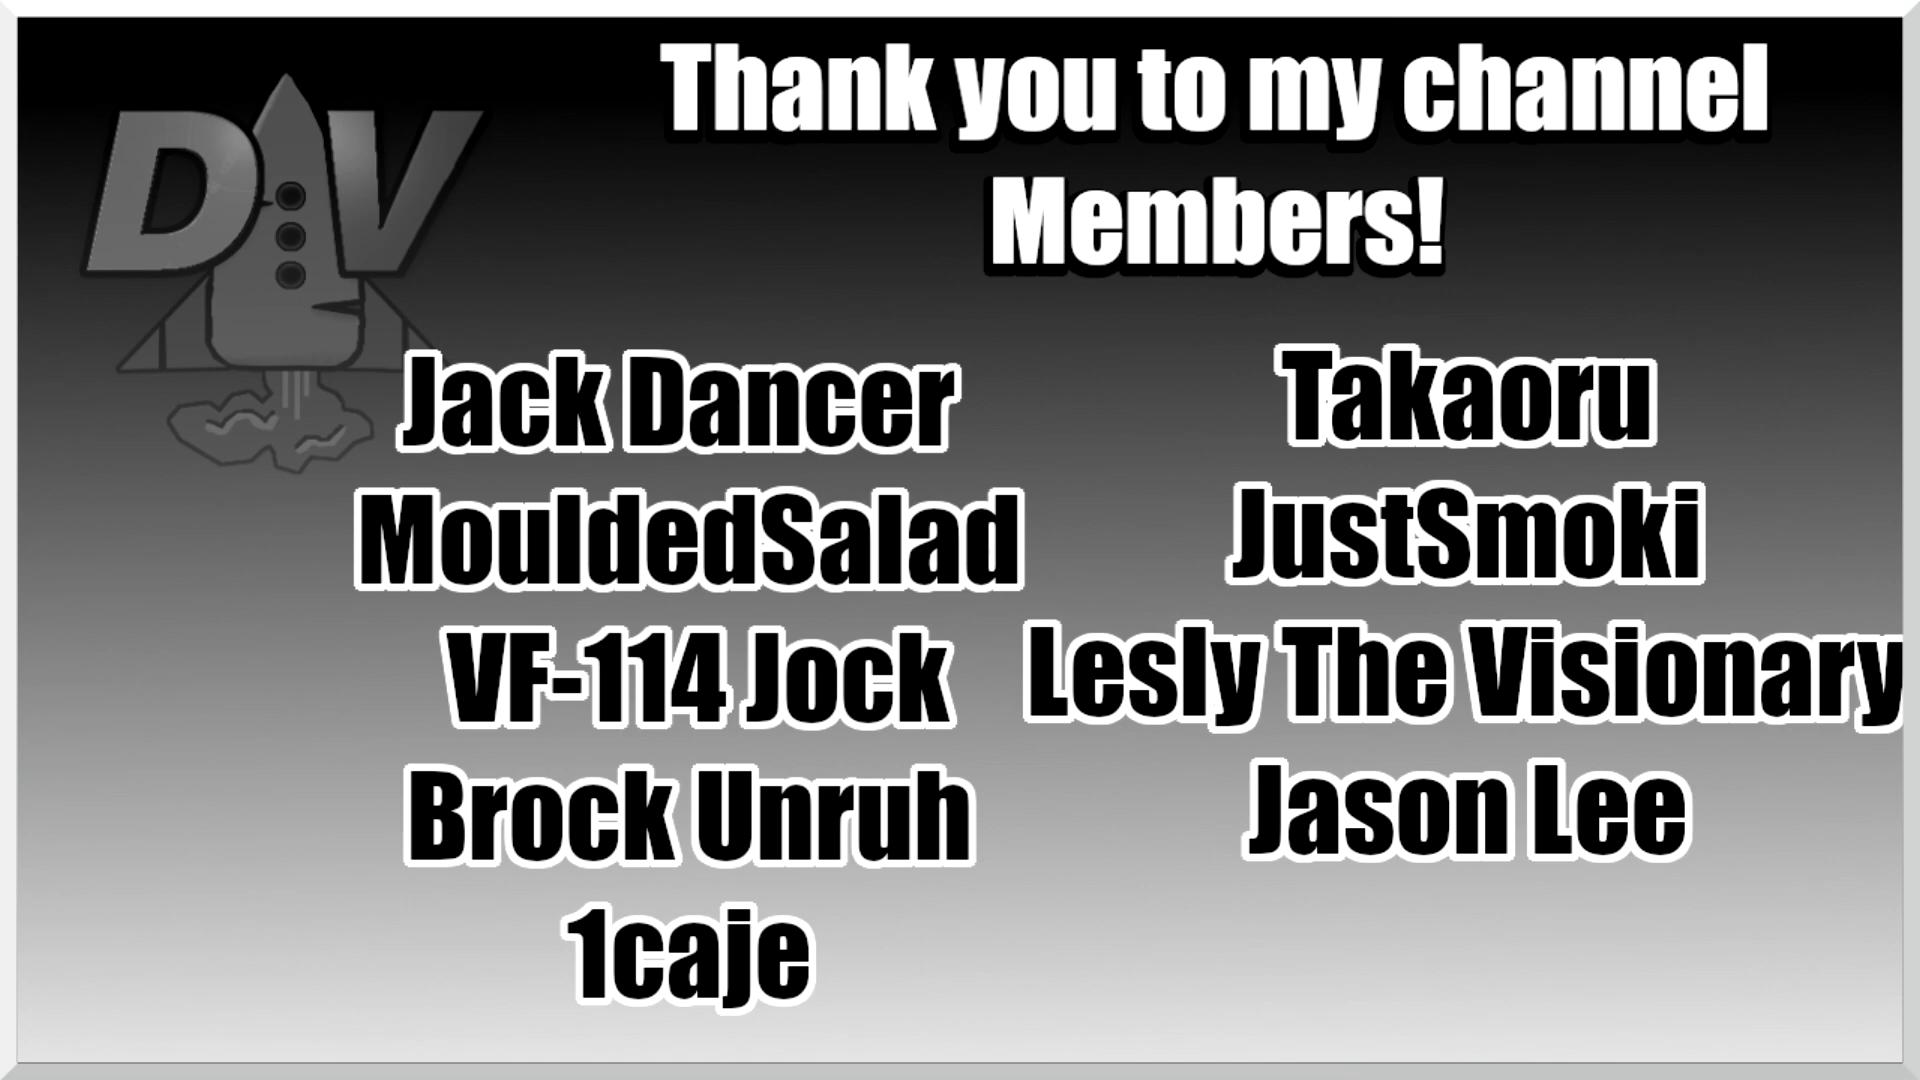 DV
Thank you to my channel
Members!
Jack Dancer
MouldedSalad
VF-114 Jock
Brock Unruh
1caje
Takaoru
JustSmoki
Lesly The Visionary
Jason Lee